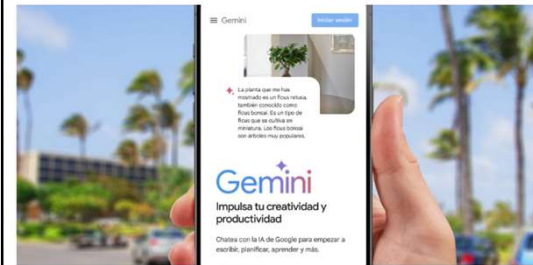 Gemini
Iniciar sesión
La planta que me has
mostrado es un ficus retusa,
también conocido como
ficus bonsái. Es un tipo de
ficus que se cultiva en
miniatura. Los ficus bonsái
son árboles muy populares.
Gemini
Impulsa tu creatividad y
productividad
Chatea con la IA de Google para empezar a
escribir, planificar, aprender y más.